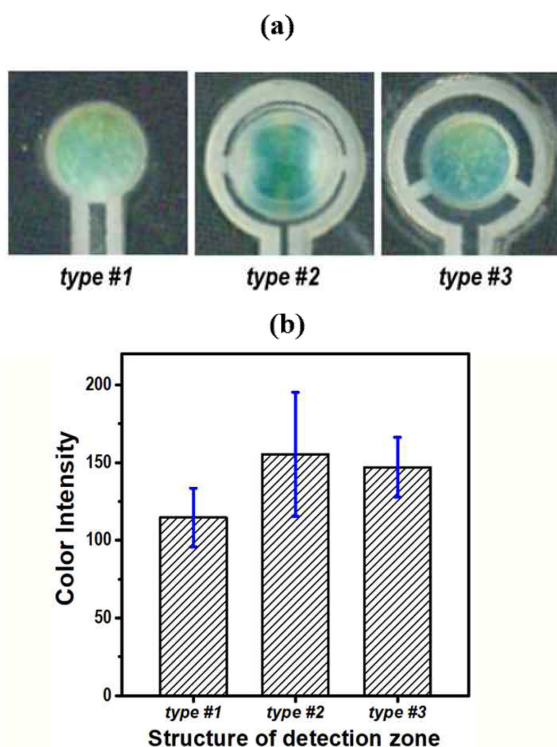 (a)
type #1 type #2 type #3
(b)
200
150
100
50
0
Color Intensity
type #1 type #2 type #3
Structure of detection zone